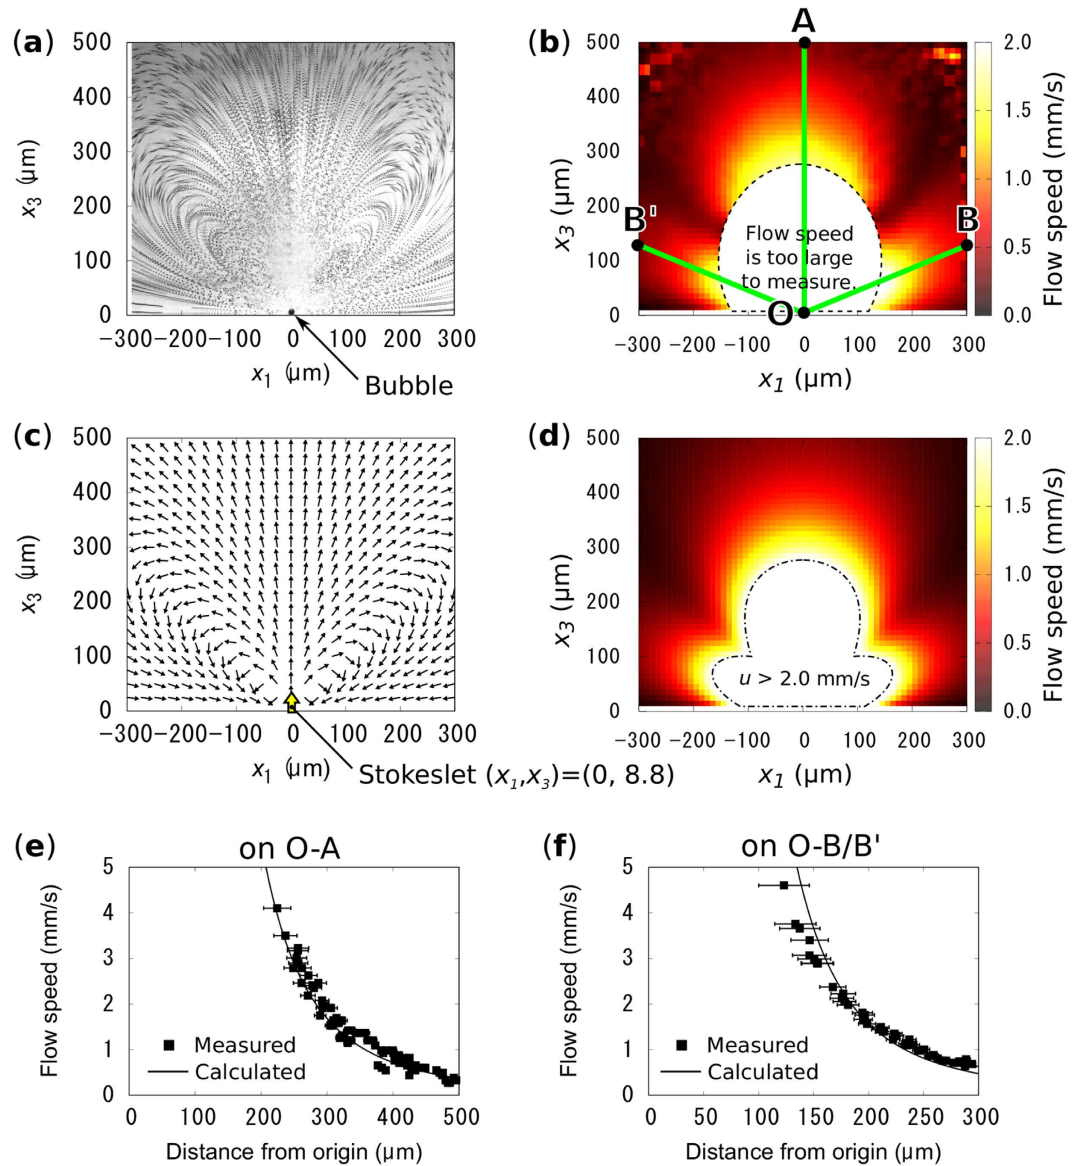 (a)
500
400
300
200
100
0
x3 (μm)
−300 −200 −100 0 100 200 300
x1 (μm)
Bubble
(b)
A
500
400
300
200
100
0
x3 (μm)
B'
B
O
Flow speed
is too large
to measure.
−300 −200 −100 0 100 200 300
x1 (μm)
2.0
1.5
1.0
0.5
0.0
Flow speed (mm/s)
(c)
500
400
300
200
100
0
x3 (μm)
−300 −200 −100 0 100 200 300
x1 (μm)
Stokeslet (x1,x3)=(0, 8.8)
(d)
500
400
300
200
100
0
x3 (μm)
u > 2.0 mm/s
−300 −200 −100 0 100 200 300
x1 (μm)
2.0
1.5
1.0
0.5
0.0
Flow speed (mm/s)
(e)
on O-A
5
4
3
2
1
0
Flow speed (mm/s)
Measured
Calculated
0 100 200 300 400 500
Distance from origin (μm)
(f)
on O-B/B'
5
4
3
2
1
0
Flow speed (mm/s)
Measured
Calculated
0 50 100 150 200 250 300
Distance from origin (μm)